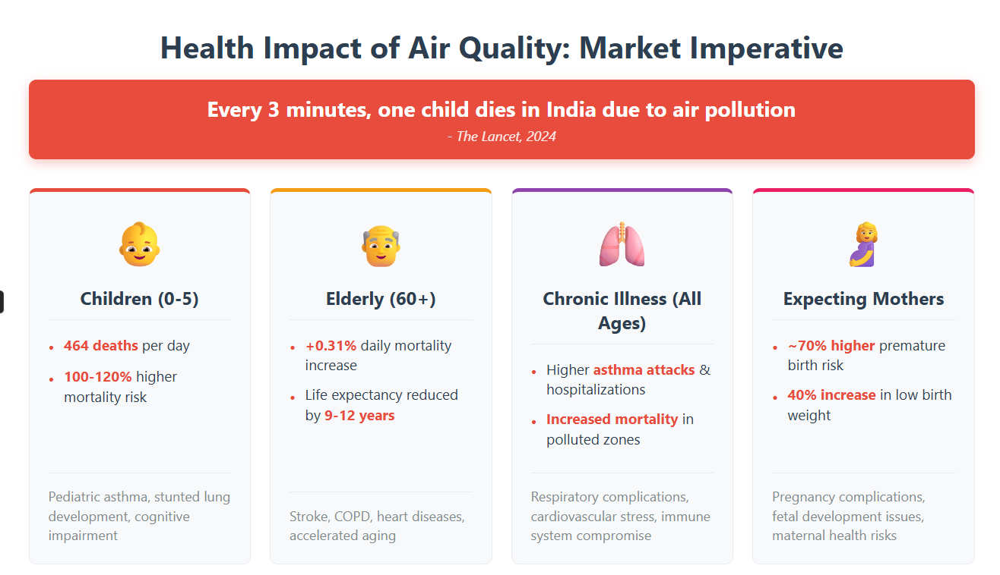 Health Impact of Air Quality: Market Imperative
Every 3 minutes, one child dies in India due to air pollution
- The Lancet, 2024
Children (0-5)
• 464 deaths per day
• 100-120% higher
mortality risk
Pediatric asthma, stunted lung
development, cognitive
impairment
Elderly (60+)
• +0.31% daily mortality
increase
• Life expectancy reduced
by 9-12 years
Stroke, COPD, heart diseases,
accelerated aging
Chronic Illness (All
Ages)
• Higher asthma attacks &
hospitalizations
• Increased mortality in
polluted zones
Respiratory complications,
cardiovascular stress, immune
system compromise
Expecting Mothers
• ~70% higher premature
birth risk
• 40% increase in low birth
weight
Pregnancy complications,
fetal development issues,
maternal health risks